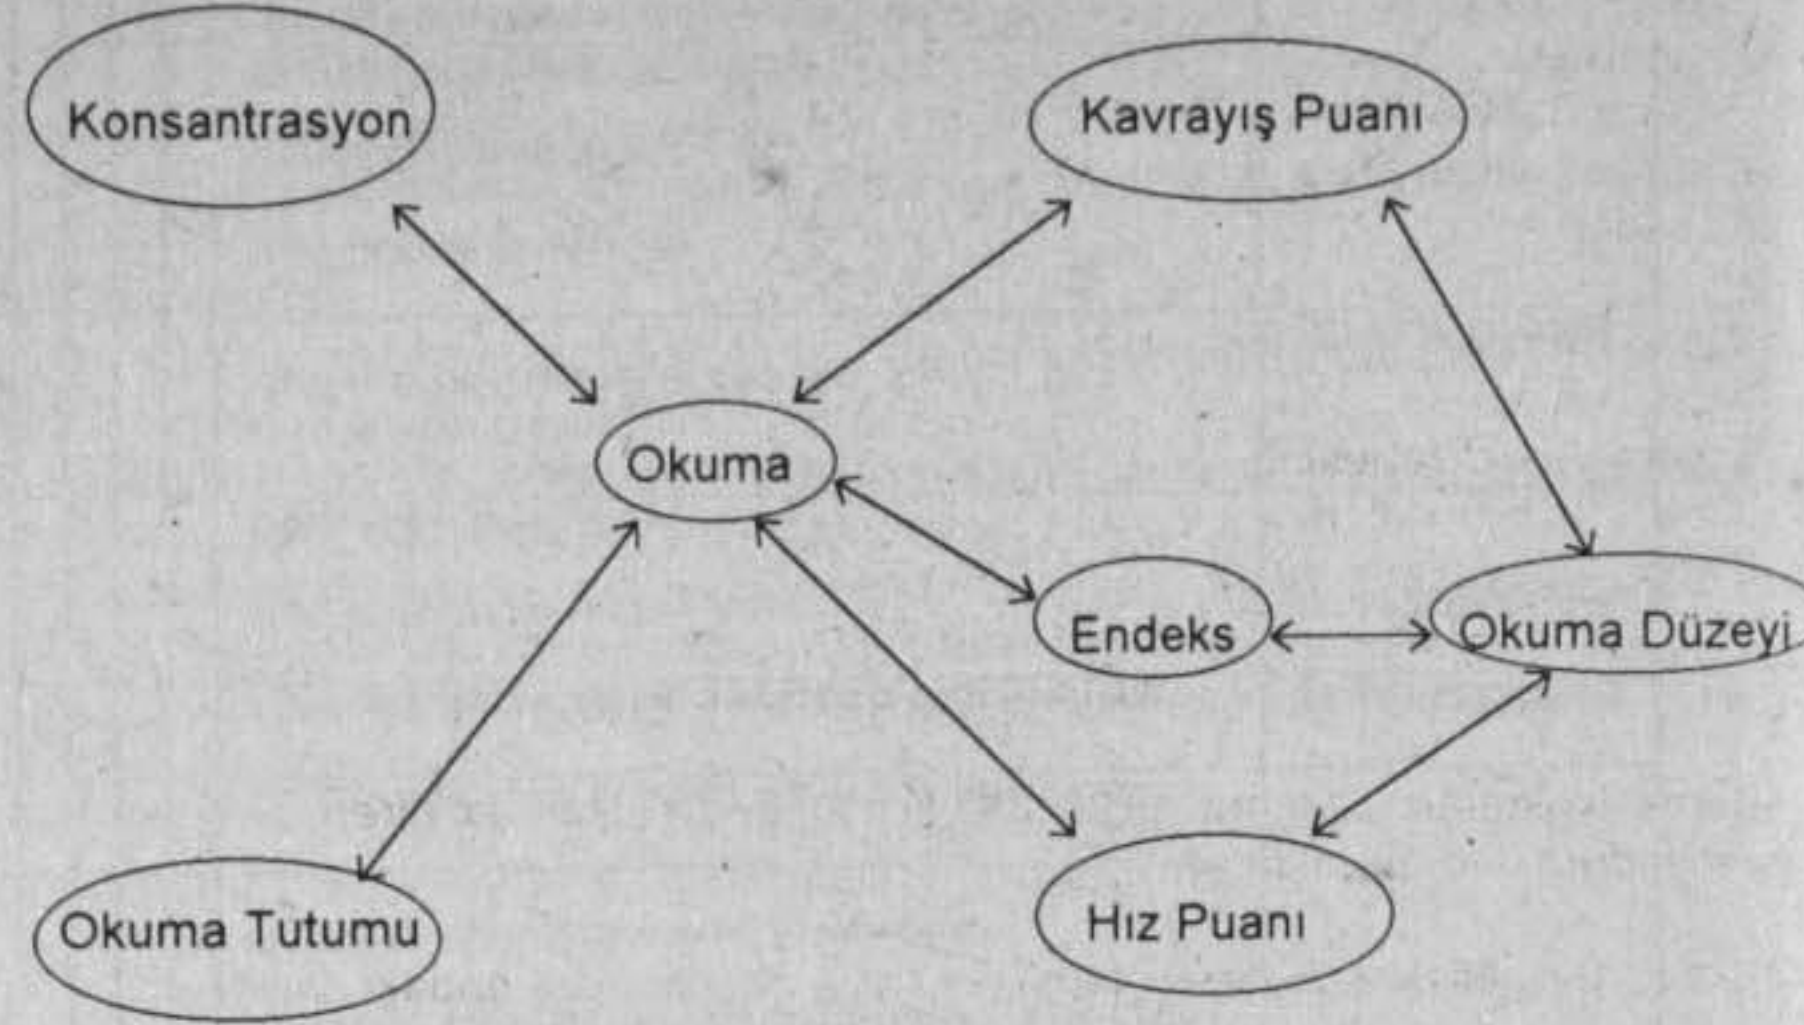 Konsantrasyon
Kavrayış Puanı
Okuma
Endeks
Okuma Düzeyi
Okuma Tutumu
Hız Puanı